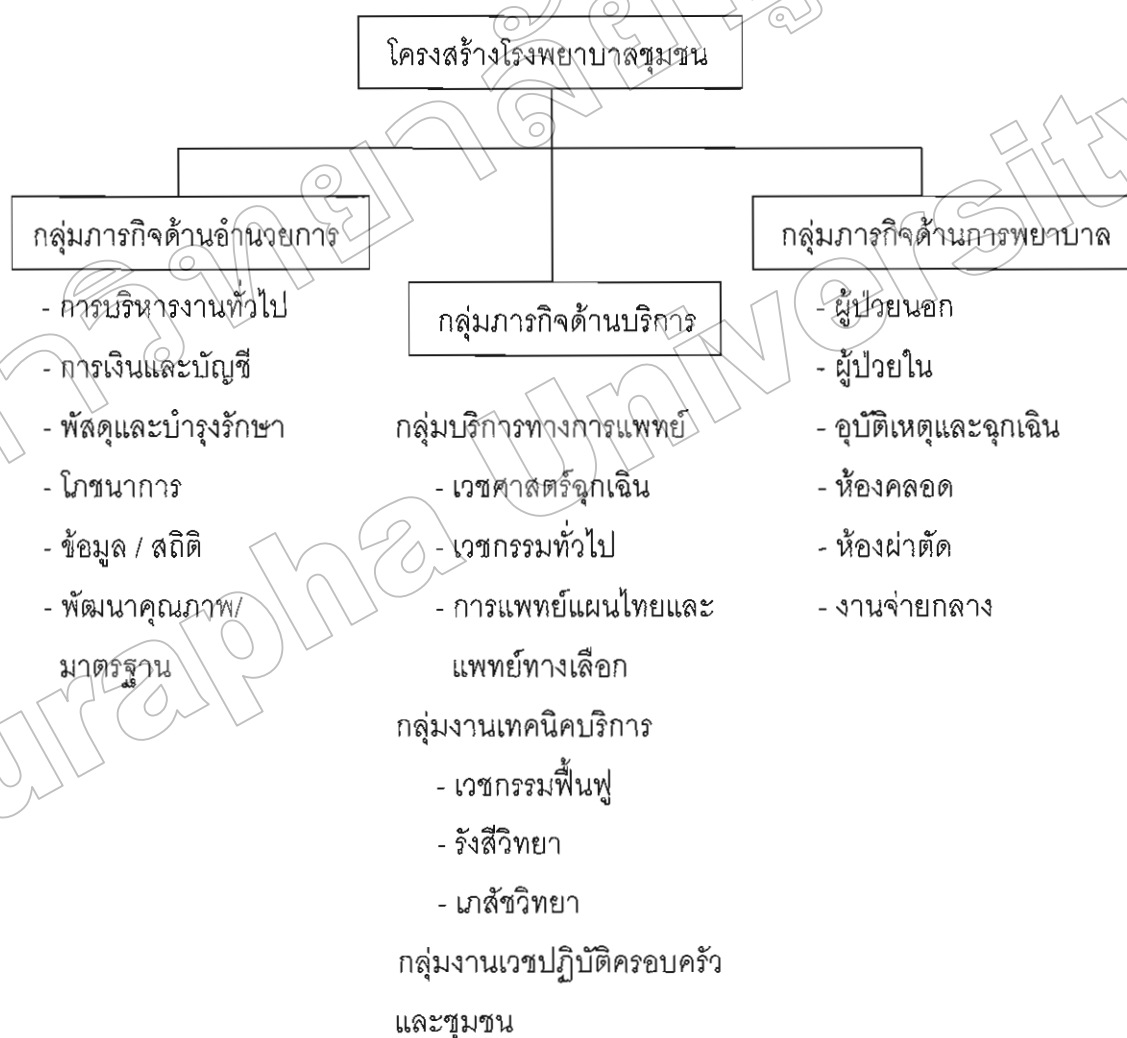 โครงสร้างโรงพยาบาลชุมชน
กลุ่มภารกิจด้านอำนวยการ
- การบริหารงานทั่วไป
- การเงินและบัญชี
- พัสดุและบำรุงรักษา
- โภชนาการ
- ข้อมูล / สถิติ
- พัฒนาคุณภาพ/
มาตรฐาน
กลุ่มภารกิจด้านบริการ
กลุ่มบริการทางการแพทย์
- เวชศาสตร์ฉุกเฉิน
- เวชกรรมทั่วไป
- การแพทย์แผนไทยและ
แพทย์ทางเลือก
กลุ่มงานเทคนิคบริการ
- เวชกรรมฟื้นฟู
- รังสีวิทยา
- เภสัชวิทยา
กลุ่มงานเวชปฏิบัติครอบครัว
และชุมชน
กลุ่มภารกิจด้านการพยาบาล
- ผู้ป่วยนอก
- ผู้ป่วยใน
- อุบัติเหตุและฉุกเฉิน
- ห้องคลอด
- ห้องผ่าตัด
- งานจ่ายกลาง
urapha University